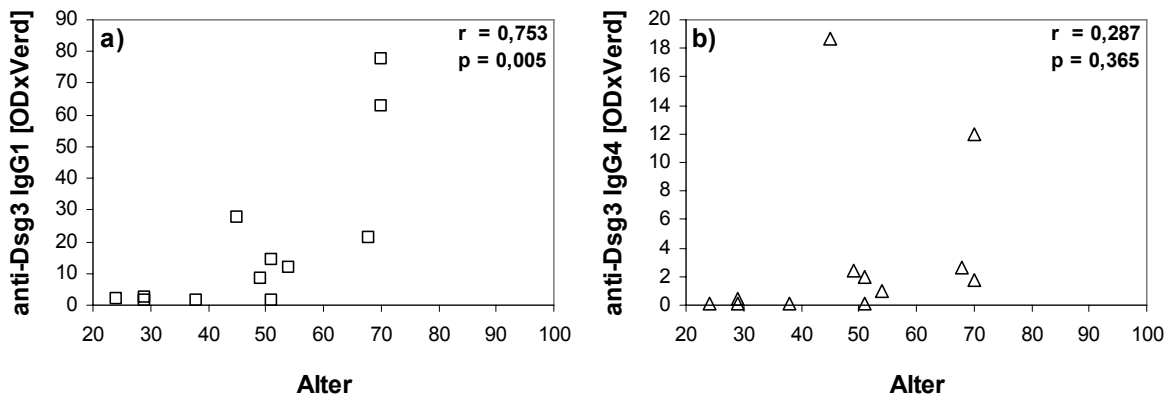 a)
r = 0,753
p = 0,005
anti-Dsg3 IgG1 [ODxVerd]
90
80
70
60
50
40
30
20
10
0
20 30 40 50 60 70 80 90 100
Alter
b)
r = 0,287
p = 0,365
anti-Dsg3 IgG4 [ODxVerd]
20
18
16
14
12
10
8
6
4
2
0
20 30 40 50 60 70 80 90 100
Alter